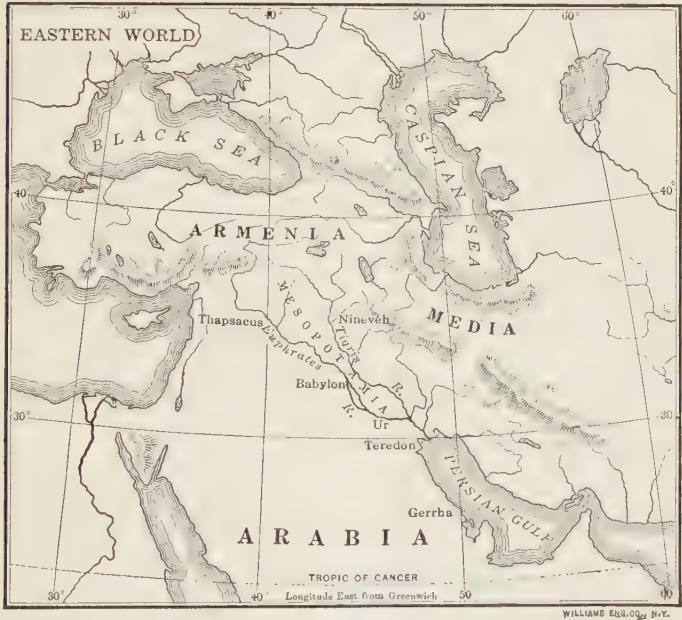 30°
40°
50°
60°
EASTERN WORLD
BLACK SEA
CASPIAN SEA
40
40°
ARMENIA
MESOPOTAMIA
Thapsacus
Nineveh
MEDIA
Euphrates
Tigris
Babylon
R.
R.
30°
Ur
30
Teredon
PERSIAN GULF
Gerrha
ARABIA
TROPIC OF CANCER
30°
40
Longitude East from Greenwich
50
60
WILLIAMS ENG. CO., N.Y.